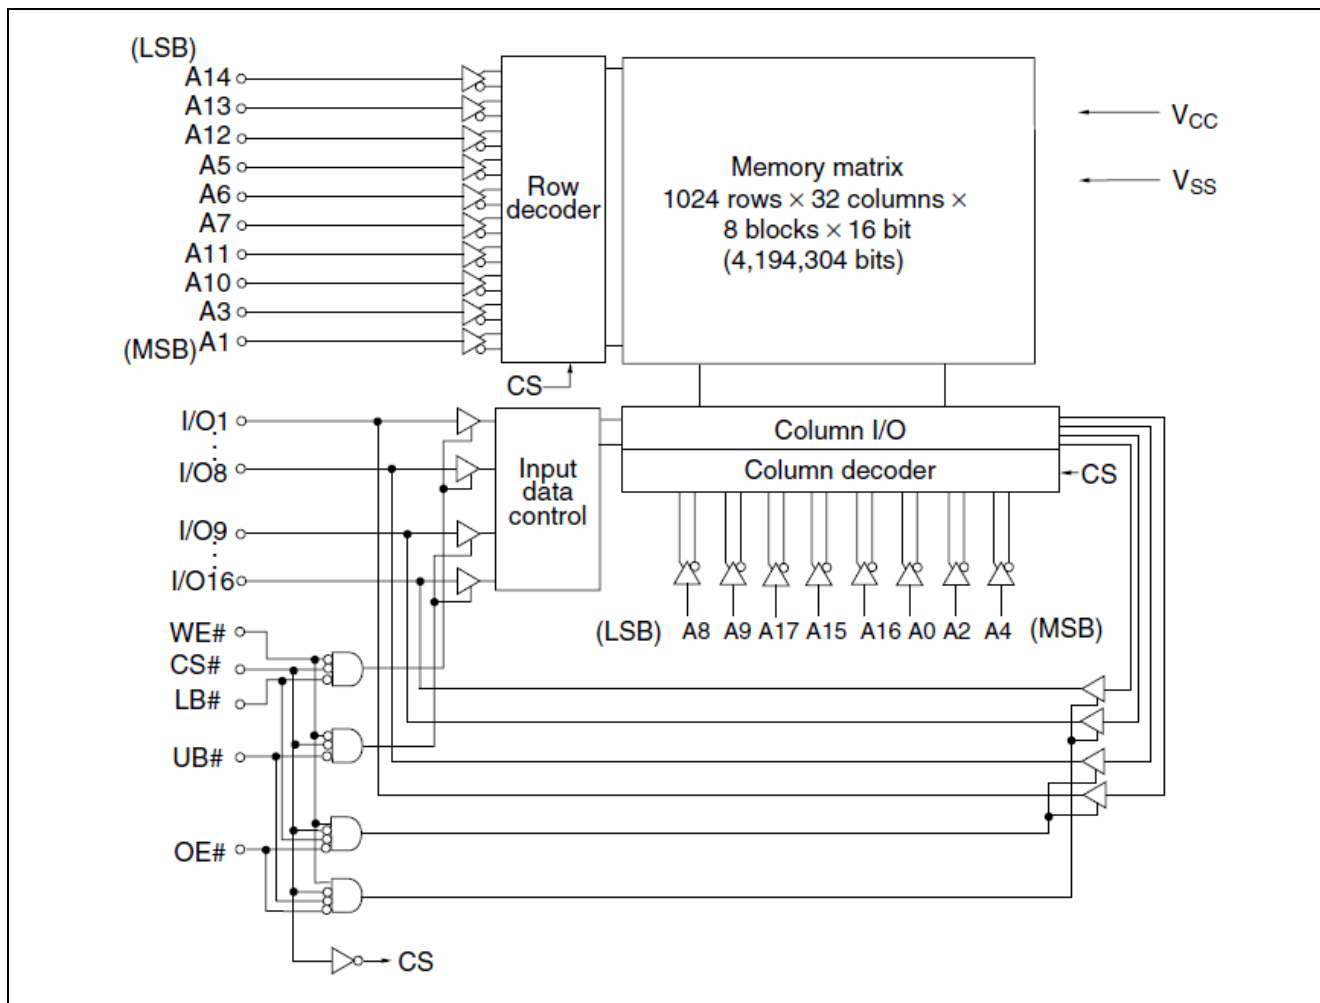 (LSB)
A14
A13
A12
A5
A6
A7
A11
A10
A3
(MSB) A1
Row
decoder
CS
Memory matrix
1024 rows × 32 columns ×
8 blocks × 16 bit
(4,194,304 bits)
VCC
VSS
I/O1
I/O8
I/O9
I/O16
Input
data
control
Column I/O
Column decoder
CS
(LSB) A8 A9 A17 A15 A16 A0 A2 A4 (MSB)
WE#
CS#
LB#
UB#
OE#
CS